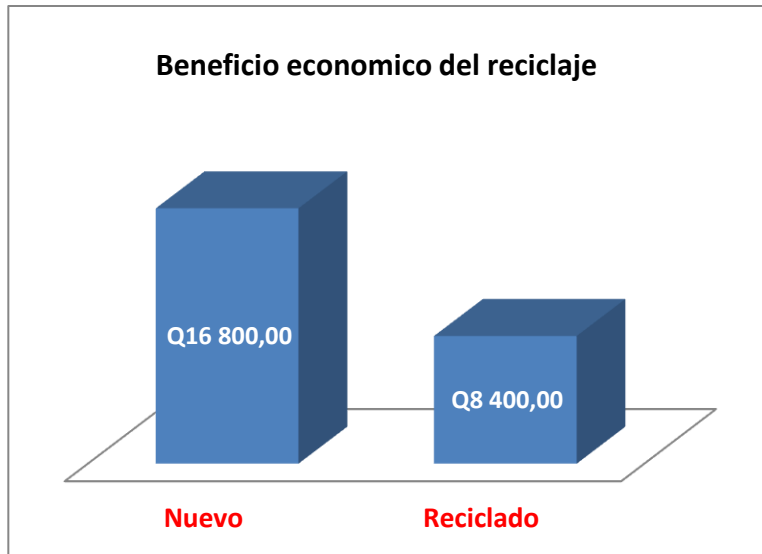 Beneficio economico del reciclaje
Q16 800,00
Q8 400,00
Nuevo
Reciclado